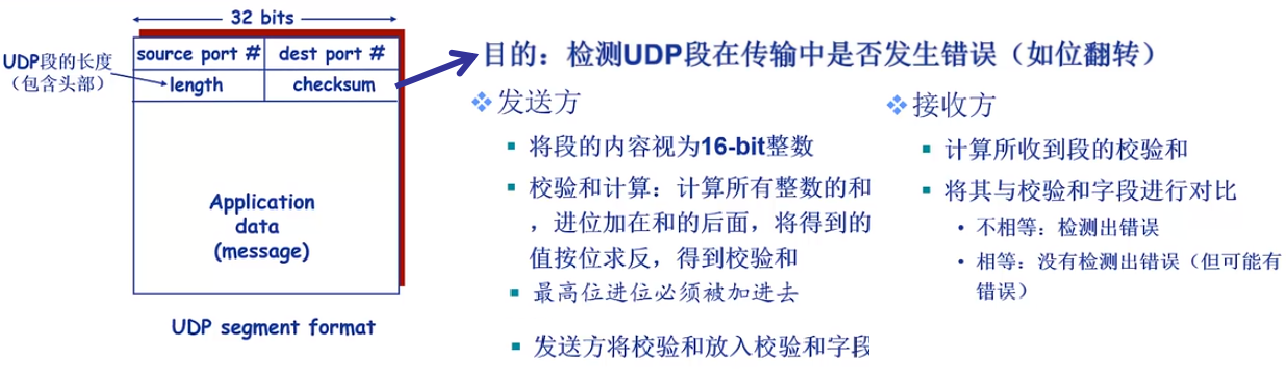 32 bits
source port #
dest port #
length
checksum
Application
data
(message)
UDP segment format
UDP段的长度
（包含头部）
目的：检测UDP段在传输中是否发生错误（如位翻转）
发送方
将段的内容视为16-bit整数
校验和计算：计算所有整数的和
，进位加在和的后面，将得到的
值按位求反，得到校验和
最高位进位必须被加进去
发送方将校验和放入校验和字段
接收方
计算所收到段的校验和
将其与校验和字段进行对比
不相等：检测出错误
相等：没有检测出错误（但可能有
错误）